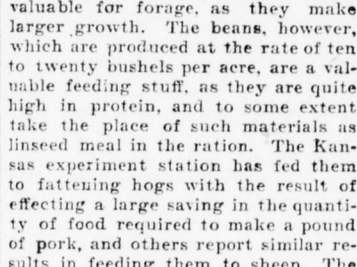 valuable for forage, as they make
larger growth. The beans, however,
which are produced at the rate of ten
to twenty bushels per acre, are a val-
uable feeding stuff, as they are quite
high in protein, and to some extent
take the place of such materials as
linseed meal in the ration. The Kan-
sas experiment station has fed them
to fattening hogs with the result of
effecting a large saving in the quanti-
ty of food required to make a pound
of pork, and others report similar re-
sults in feeding them to sheep. The